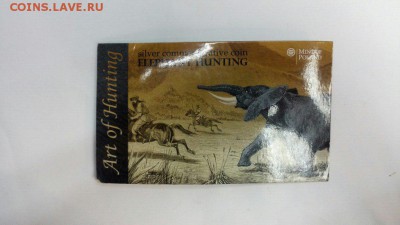 COINS.LAVE.RU
Art of Hunting
silver commemorative coin
ELEPHANT HUNTING
MINT OF
POLAND